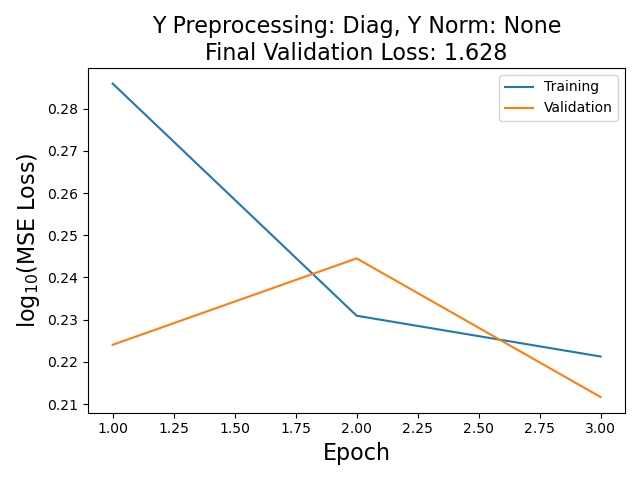 Y Preprocessing: Diag, Y Norm: None
Final Validation Loss: 1.628
Training
Validation
0.28
0.27
0.26
0.25
0.24
0.23
0.22
0.21
log₁₀(MSE Loss)
1.00 1.25 1.50 1.75 2.00 2.25 2.50 2.75 3.00
Epoch